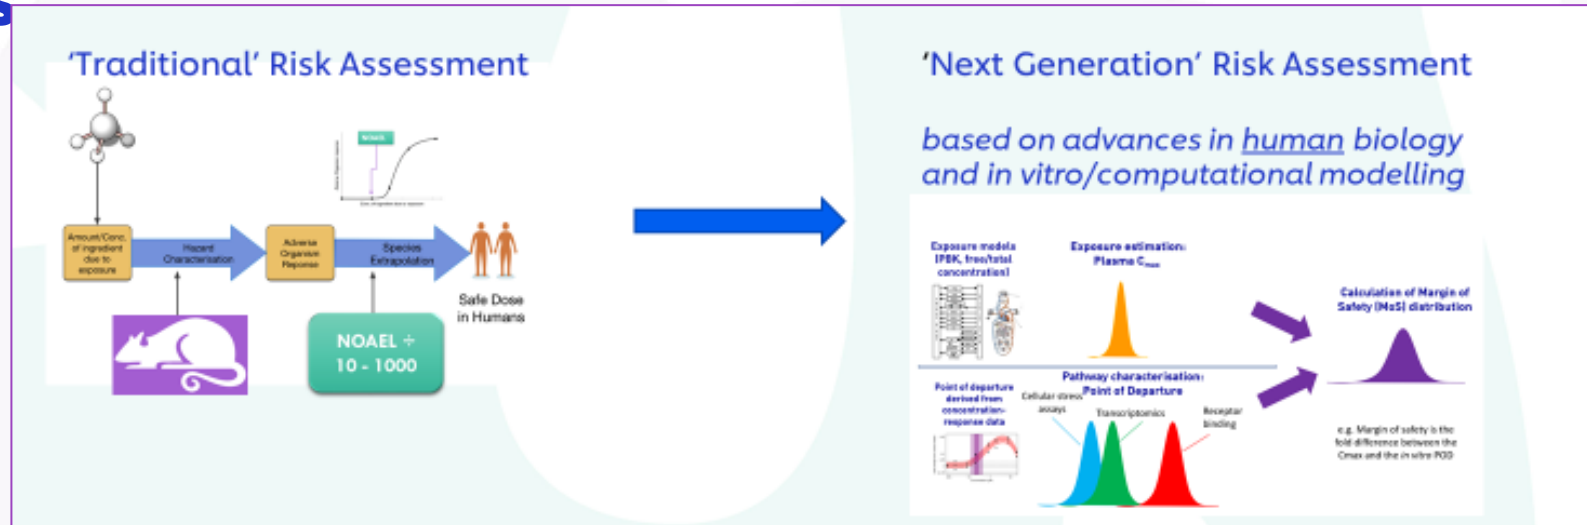 'Traditional' Risk Assessment
NOAEL
Amount/Conc.
of ingredient
due to
exposure
Hazard
Characterisation
Adverse
Organism
Reponse
Species
Extrapolation
Safe Dose
in Humans
NOAEL ÷
10 - 1000
'Next Generation' Risk Assessment
based on advances in human biology
and in vitro/computational modelling
Exposure models
(PBK, free/total
concentration)
Exposure estimation:
Plasma Cmax
Calculation of Margin of
Safety (MoS) distribution
Point of departure
derived from
concentration-
response data
Pathway characterisation:
Point of Departure
Cellular stress
assays
Transcriptomics
Receptor
binding
e.g. Margin of safety is the
fold difference between the
Cmax and the in vitro POD